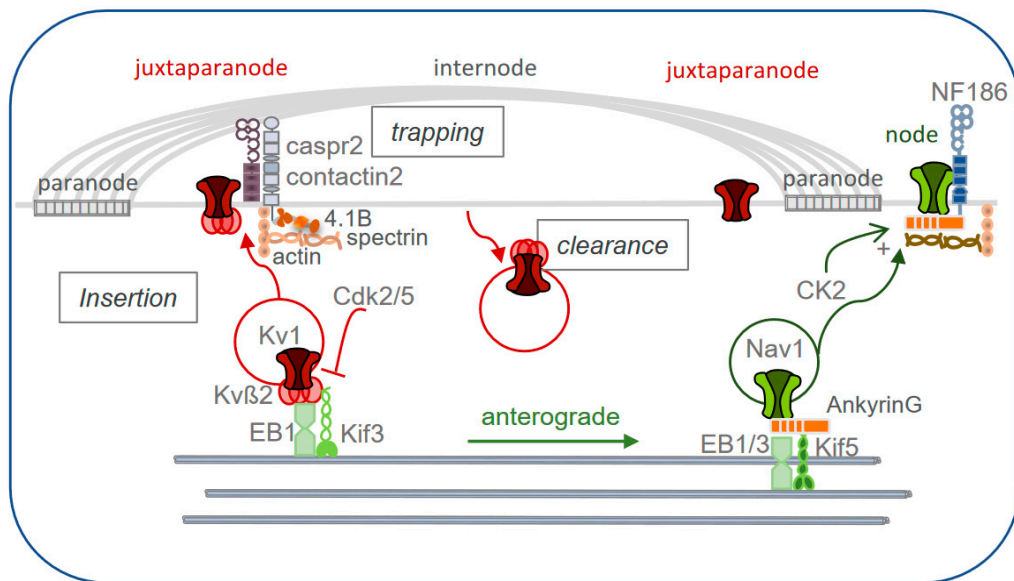 juxtaparanode
internode
juxtaparanode
NF186
trapping
node
caspr2
paranode
contactin2
paranode
4.1B
spectrin
actin
clearance
+
Insertion
Cdk2/5
CK2
Kv1
Nav1
Kvß2
AnkyrinG
anterograde
EB1
Kif3
EB1/3
Kif5